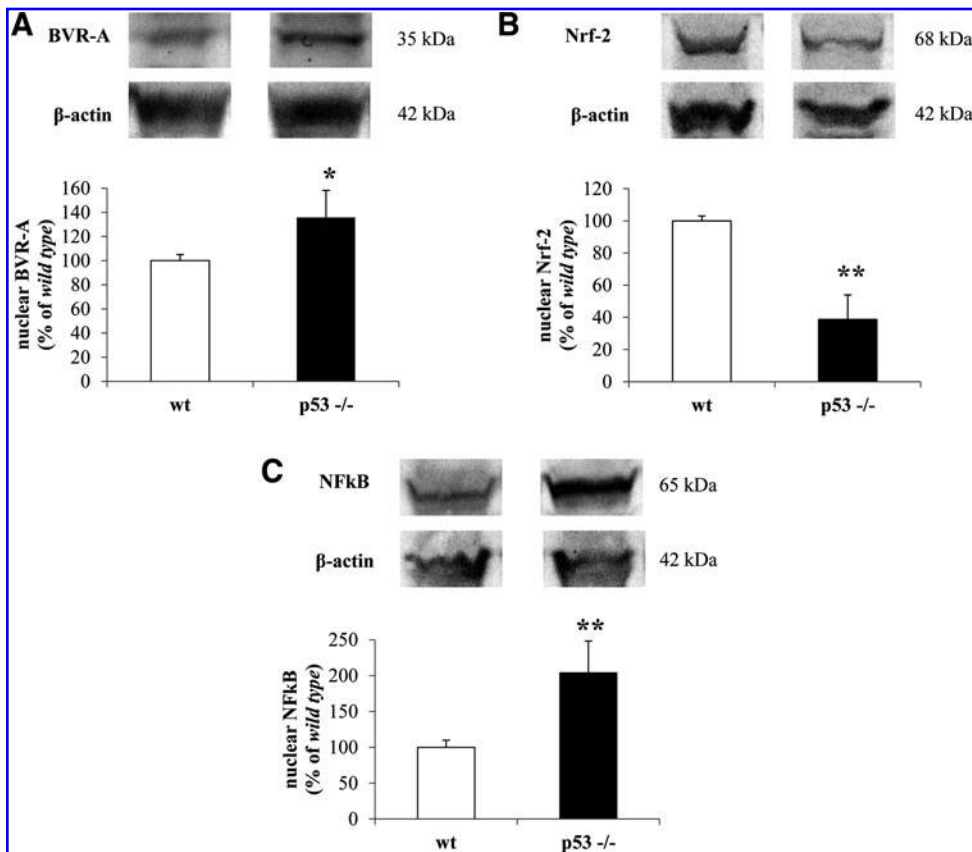 A
BVR-A
35 kDa
β-actin
42 kDa
nuclear BVR-A
(% of wild type)
160
140
120
100
80
60
40
20
0
*
wt
p53 -/-
B
Nrf-2
68 kDa
β-actin
42 kDa
nuclear Nrf-2
(% of wild type)
120
100
80
60
40
20
0
**
wt
p53 -/-
C
NFkB
65 kDa
β-actin
42 kDa
nuclear NFkB
(% of wild type)
250
200
150
100
50
0
**
wt
p53 -/-